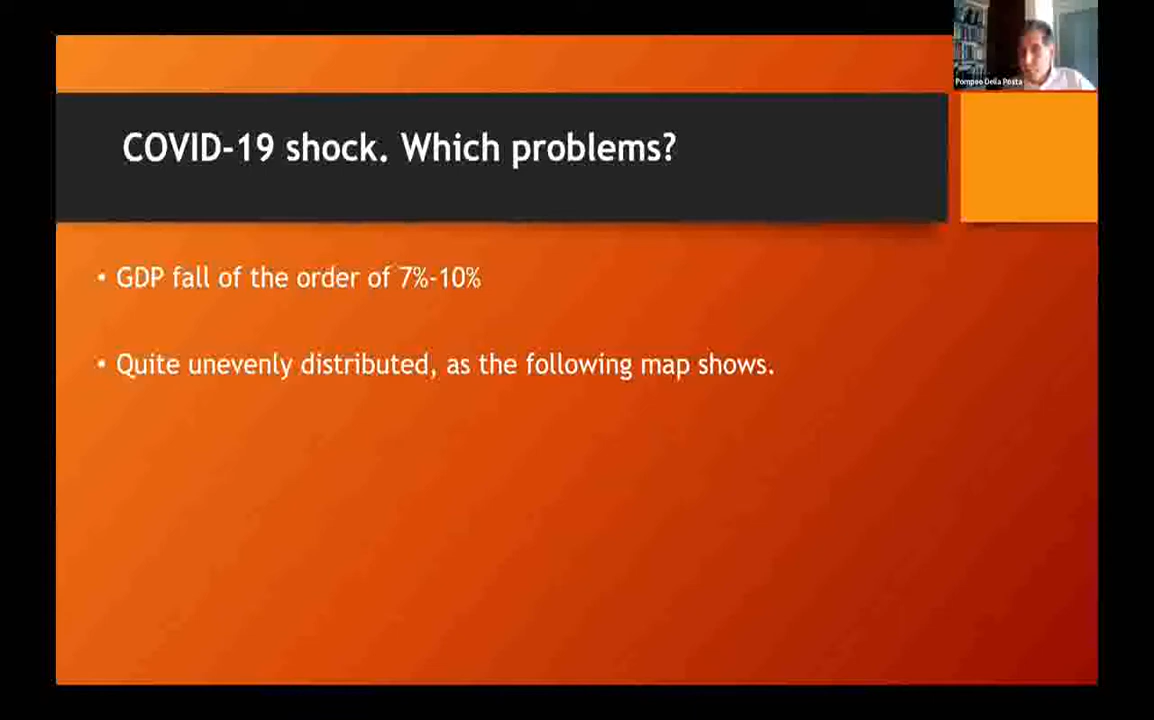 Pompeo Della Posta
COVID-19 shock. Which problems?
• GDP fall of the order of 7%-10%
• Quite unevenly distributed, as the following map shows.